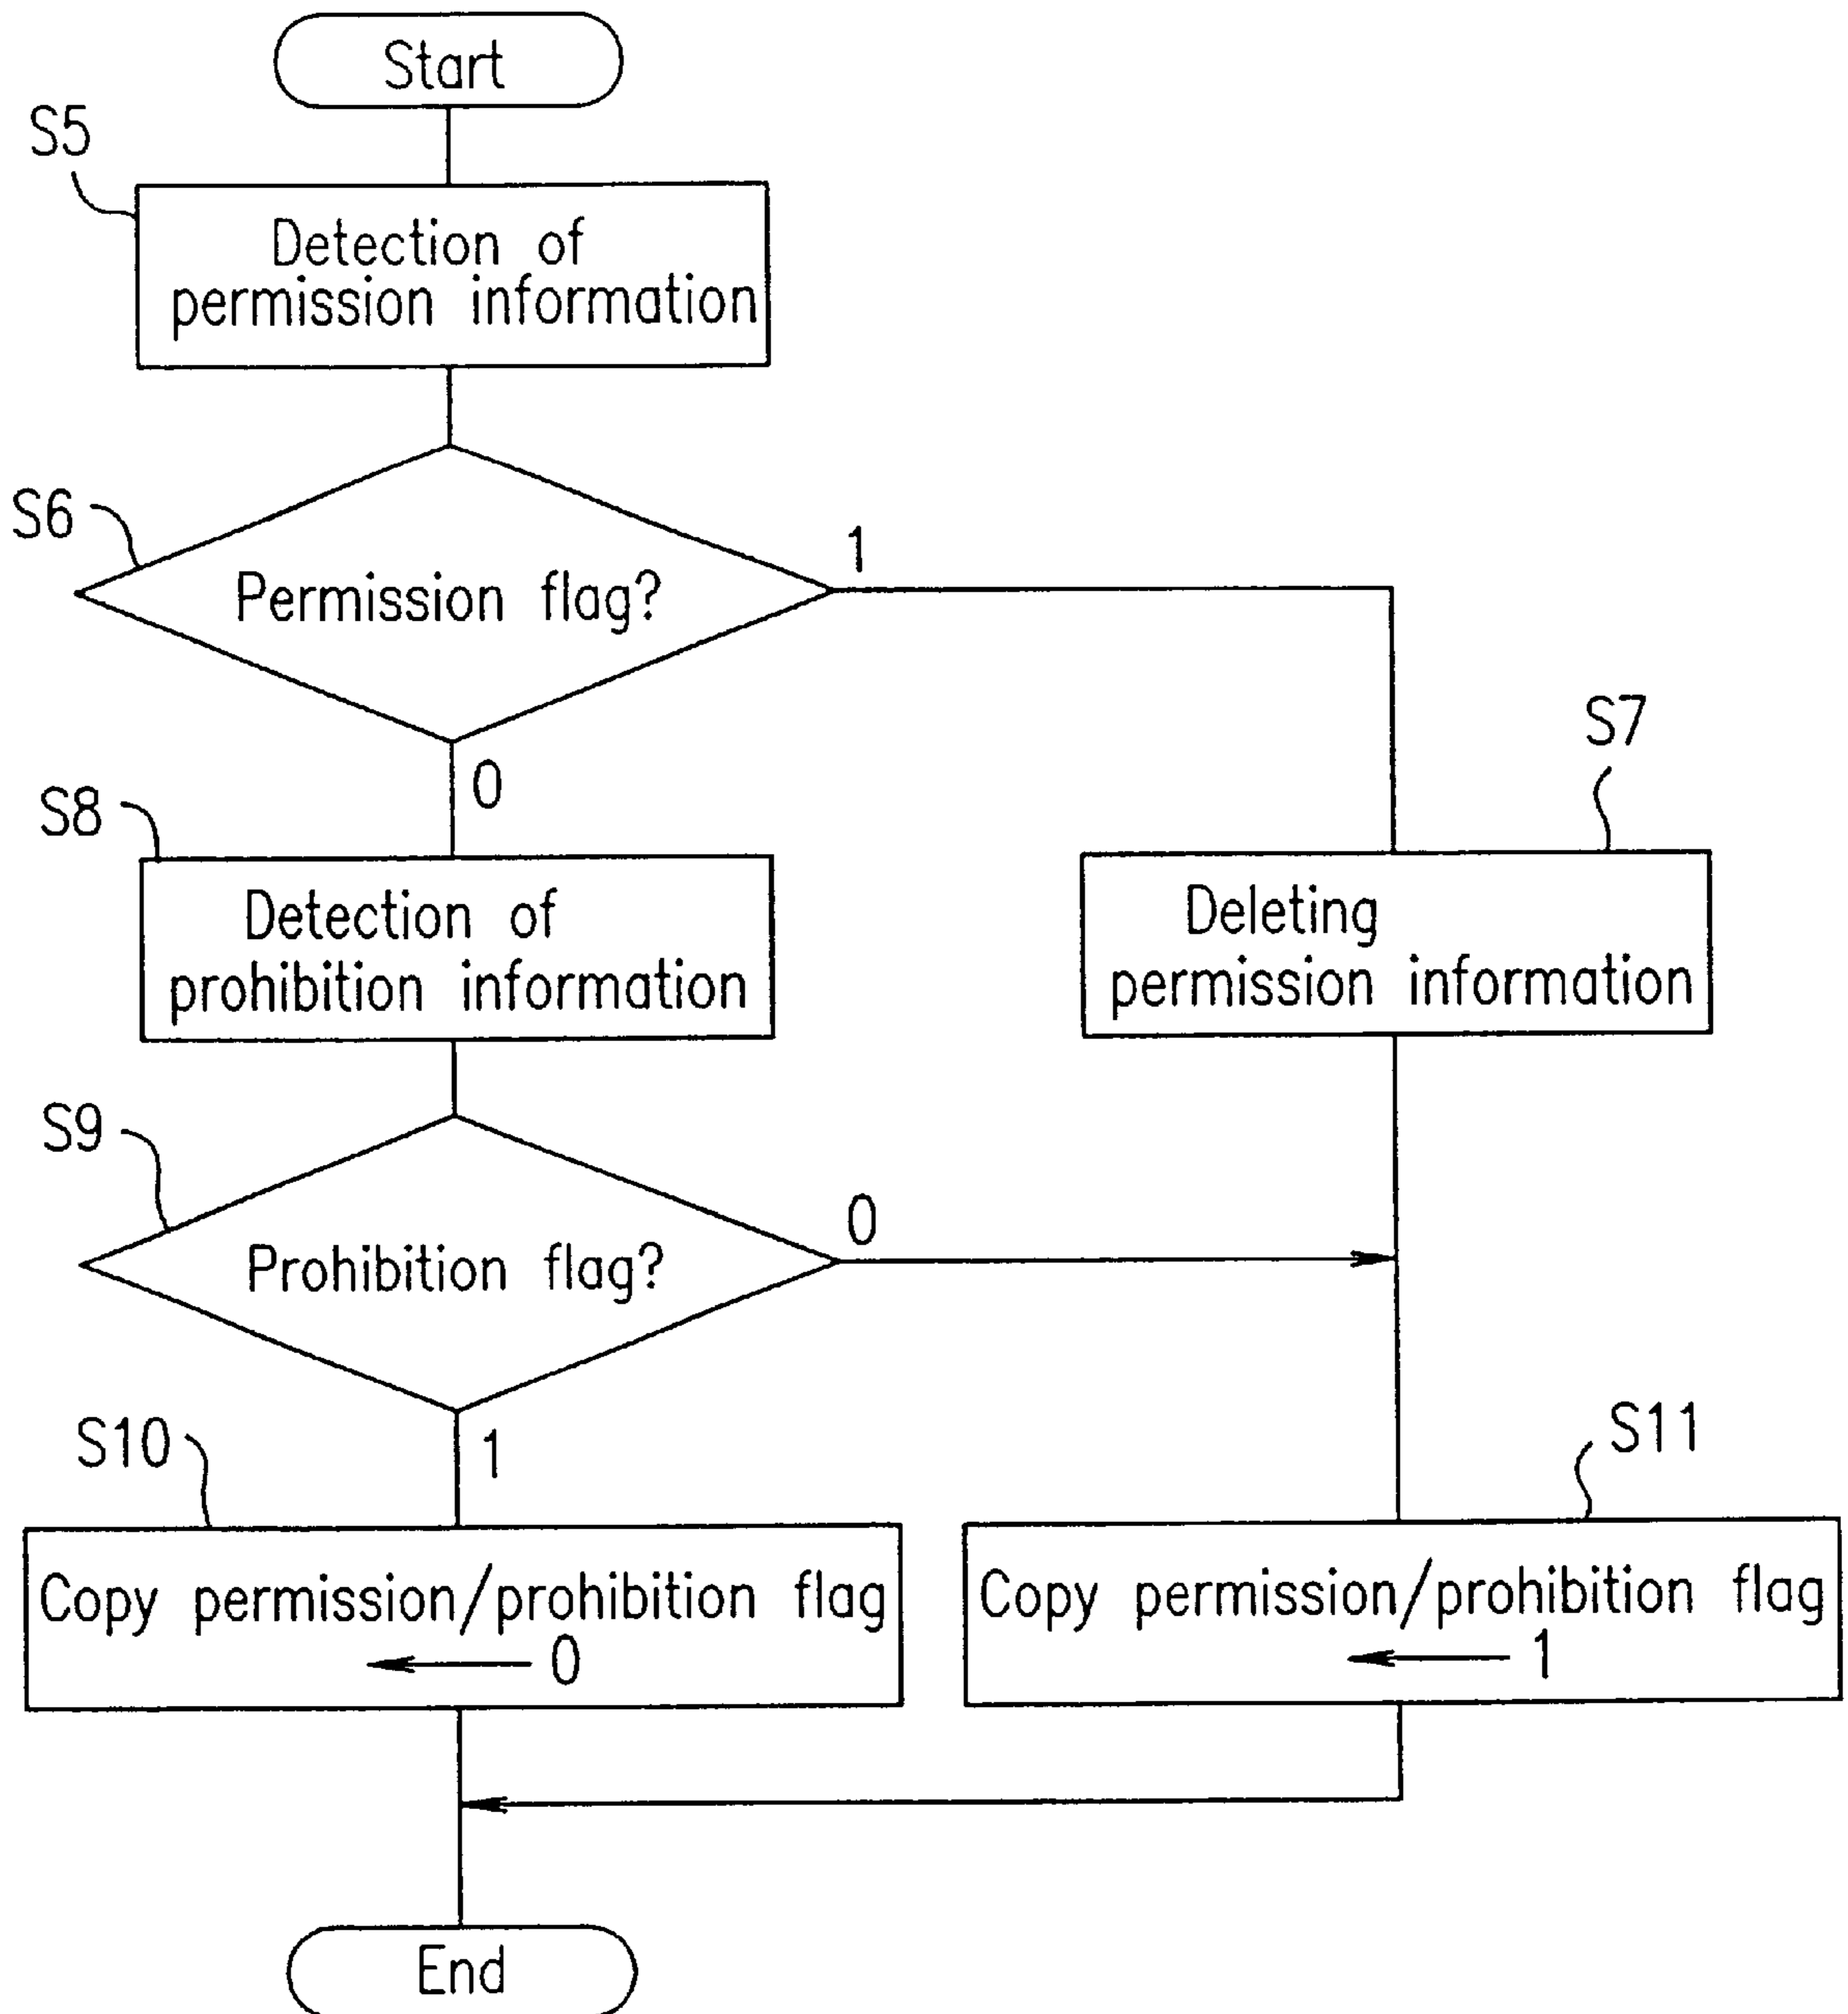 Start
S5
Detection of
permission information
S6
Permission flag?
1
0
S7
Deleting
permission information
S8
Detection of
prohibition information
S9
Prohibition flag?
0
1
S10
Copy permission/prohibition flag
← 0
S11
Copy permission/prohibition flag
← 1
End